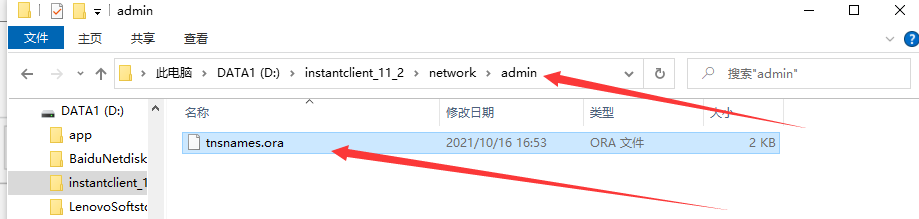 admin
文件 主页 共享 查看
此电脑 DATA1 (D:) instantclient_11_2 network admin 搜索"admin"
DATA1 (D:) 名称 修改日期 类型 大小
app tnsnames.ora 2021/10/16 16:53 ORA 文件 2 KB
BaiduNetdisk
instantclient_1
LenovoSoftsto